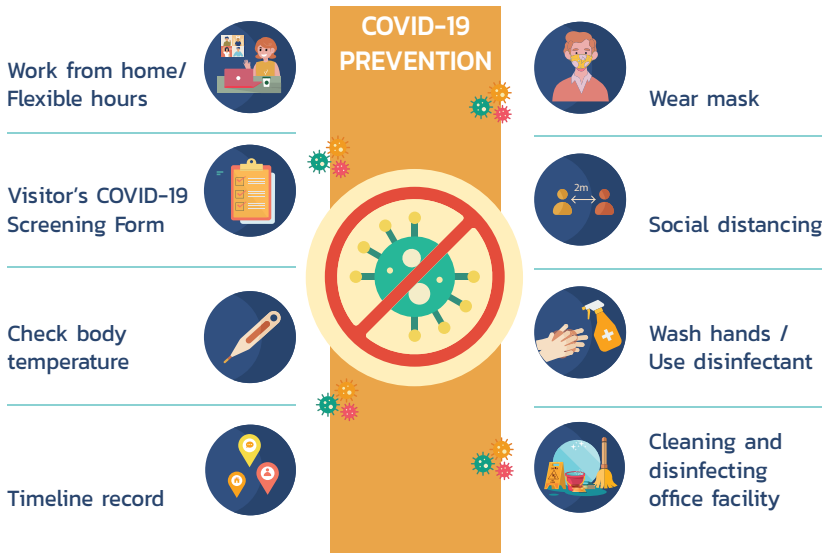 COVID-19
PREVENTION
Work from home/
Flexible hours
Visitor's COVID-19
Screening Form
Check body
temperature
Timeline record
Wear mask
2m
Social distancing
Wash hands /
Use disinfectant
Cleaning and
disinfecting
office facility